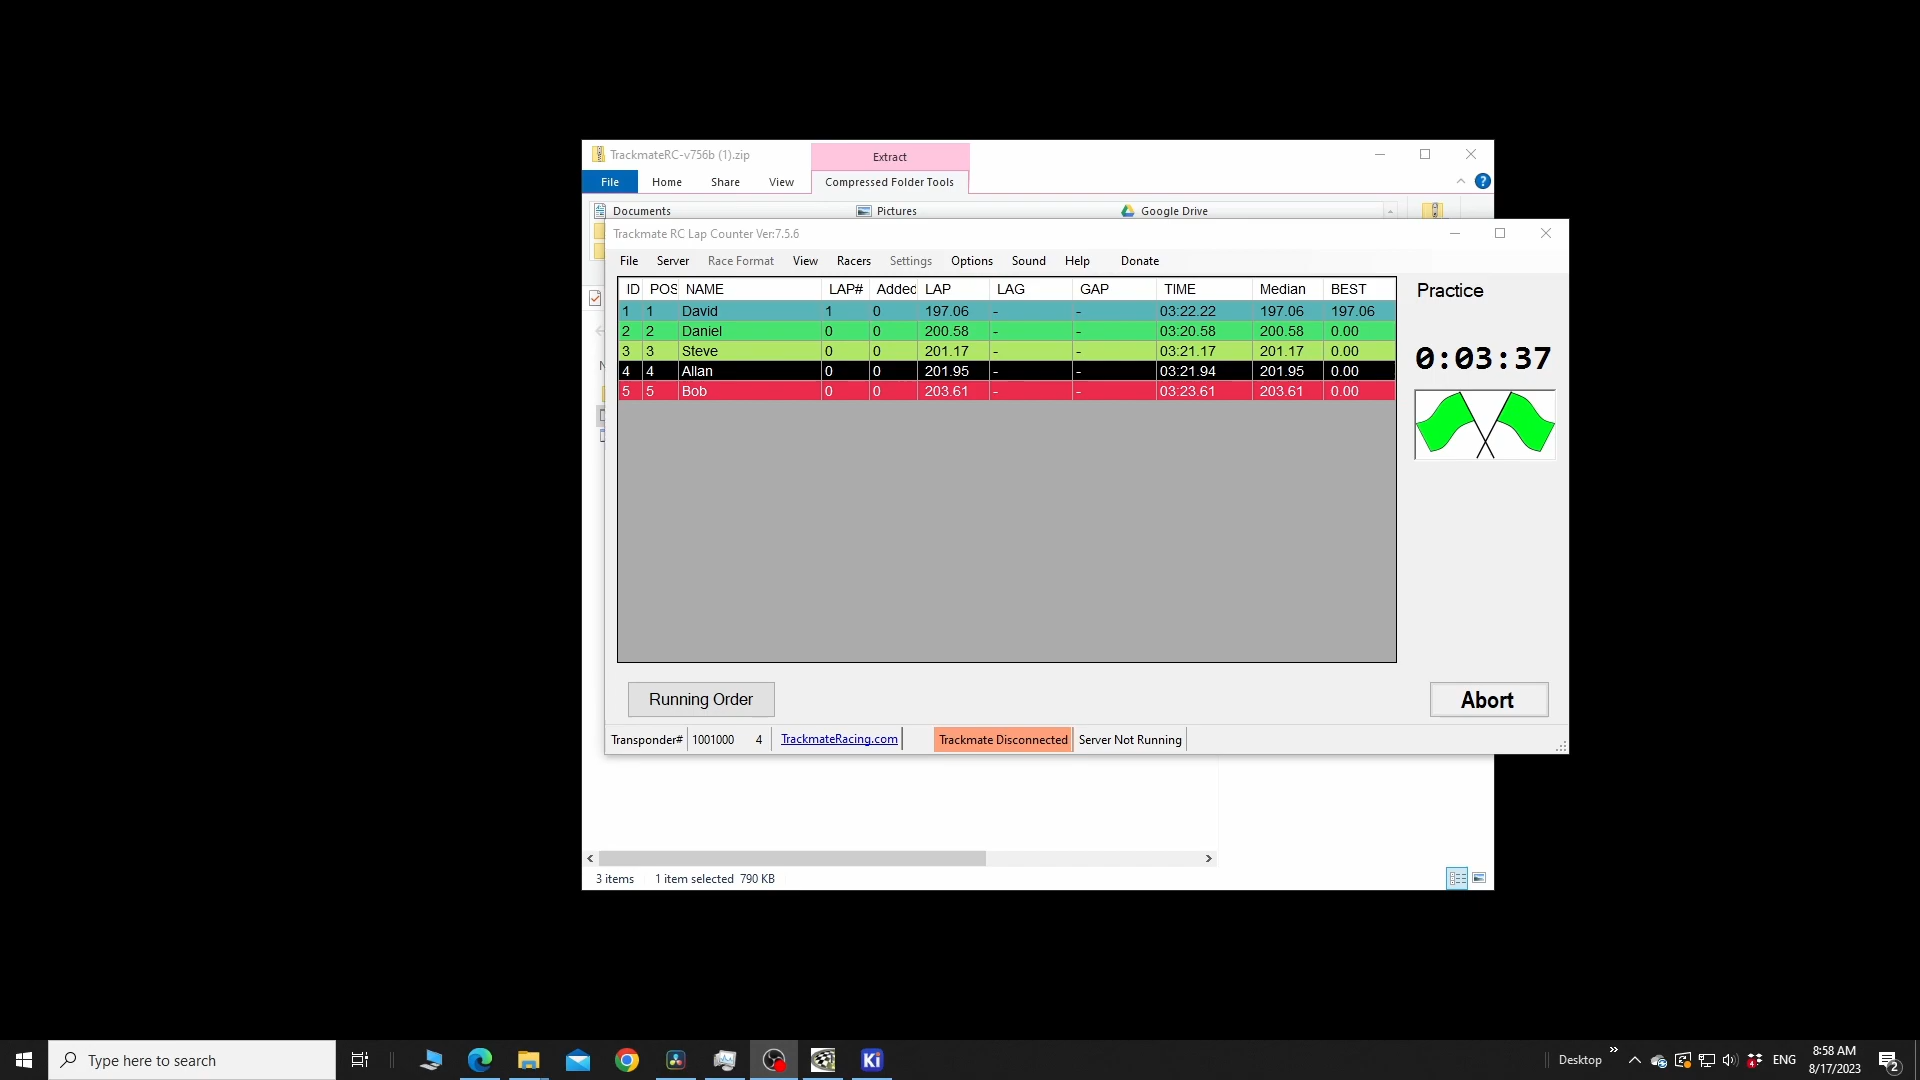 TrackmateRC-v756b (1).zip
Extract
File Home Share View Compressed Folder Tools
?
Documents Pictures Google Drive
Trackmate RC Lap Counter Ver:7.5.6
File Server Race Format View Racers Settings Options Sound Help Donate
ID POS NAME LAP# Added LAP LAG GAP TIME Median BEST
1 1 David 1 0 197.06 - - 03:22.22 197.06 197.06
2 2 Daniel 0 0 200.58 - - 03:20.58 200.58 0.00
3 3 Steve 0 0 201.17 - - 03:21.17 201.17 0.00
4 4 Allan 0 0 201.95 - - 03:21.94 201.95 0.00
5 5 Bob 0 0 203.61 - - 03:23.61 203.61 0.00
Practice
0:03:37
Running Order
Abort
Transponder# 1001000 4 TrackmateRacing.com Trackmate Disconnected Server Not Running
3 items 1 item selected 790 KB
Type here to search
Ki
Desktop
ENG
8:58 AM
8/17/2023
2